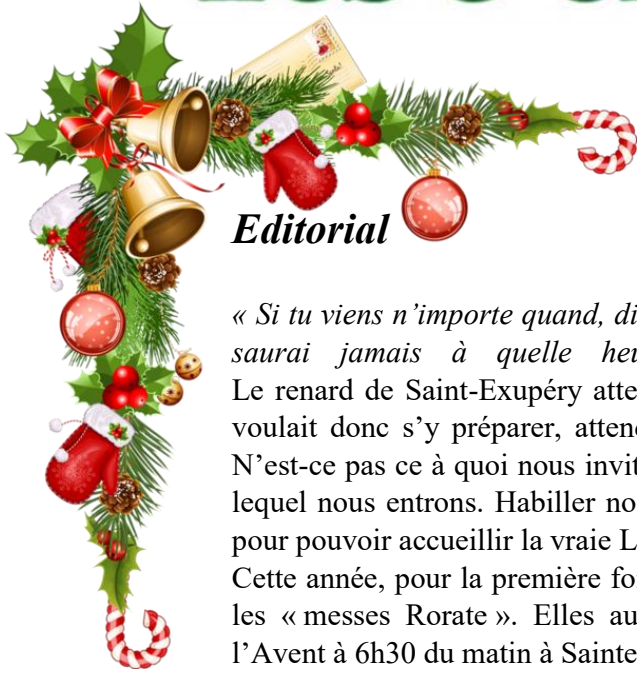 Editorial
« Si tu viens n’importe quand, di
saurai jamais à quelle heu
Le renard de Saint-Exupéry atte
voulait donc s’y préparer, attend
N’est-ce pas ce à quoi nous invit
lequel nous entrons. Habiller no
pour pouvoir accueillir la vraie L
Cette année, pour la première foi
les « messes Rorate ». Elles au
l’Avent à 6h30 du matin à Sainte